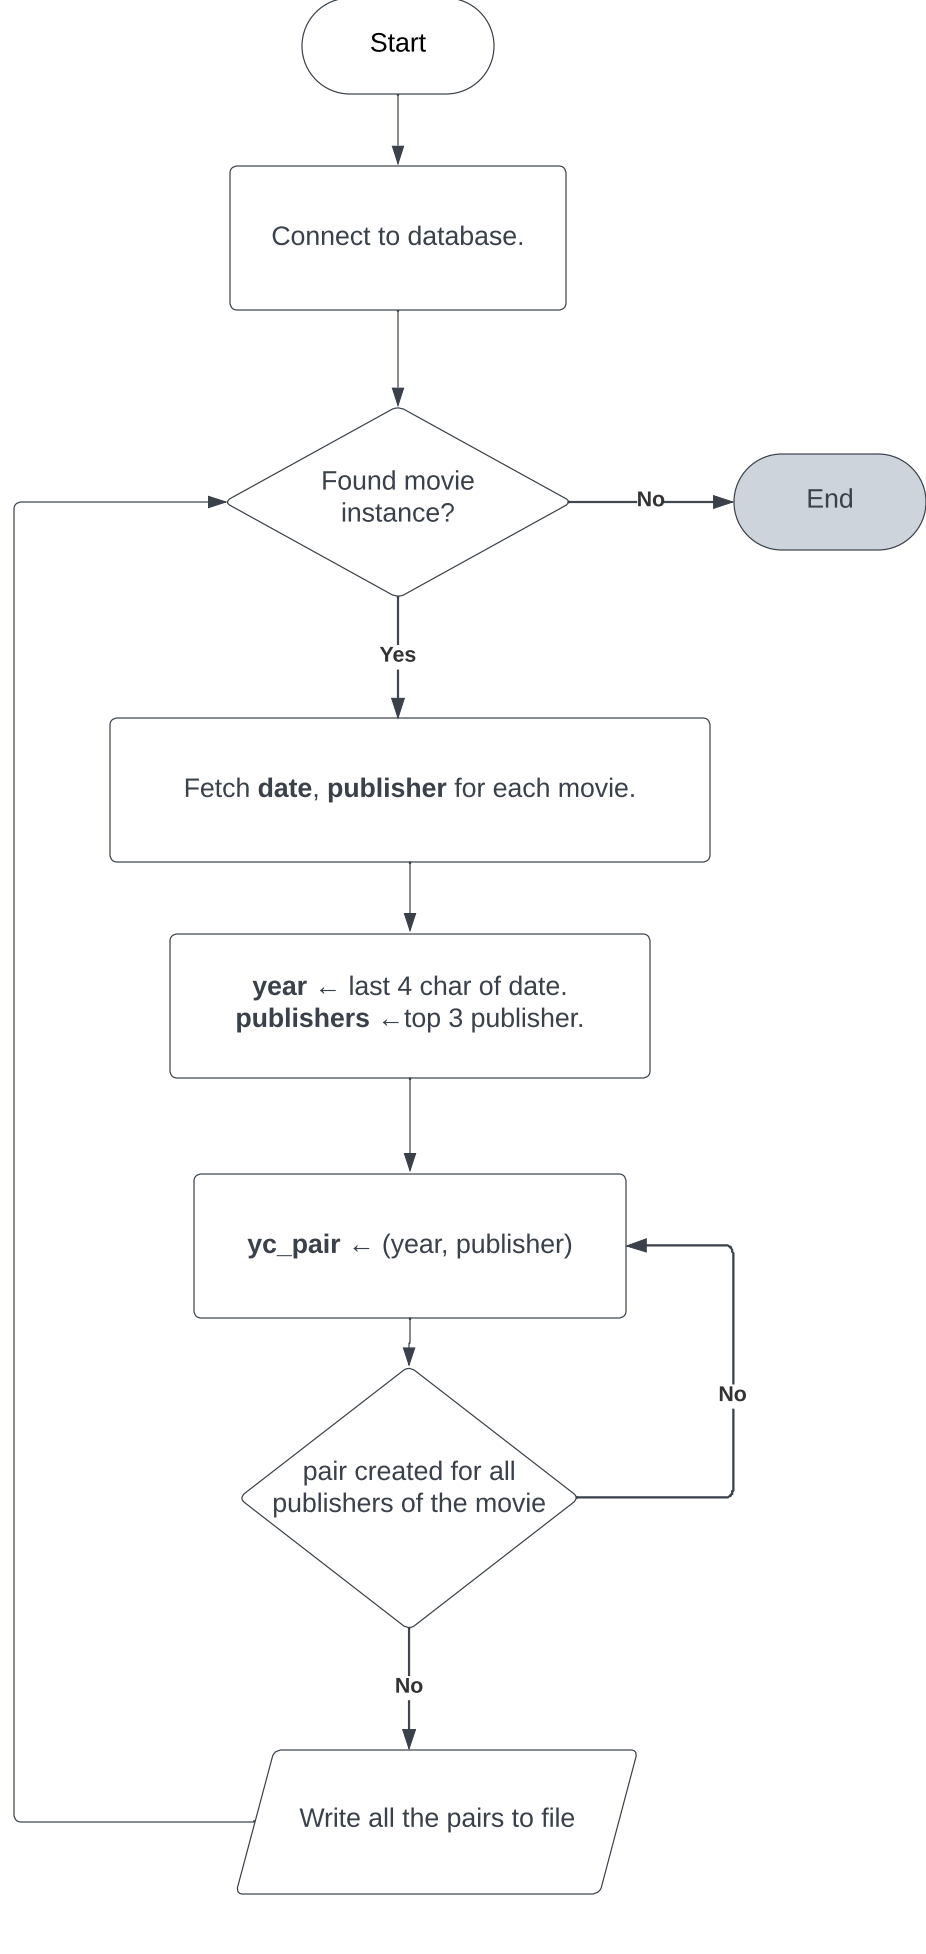 Start
Connect to database.
Found movie
instance?
No
End
Yes
Fetch date, publisher for each movie.
year ← last 4 char of date.
publishers ←top 3 publisher.
yc_pair ← (year, publisher)
No
pair created for all
publishers of the movie
No
Write all the pairs to file